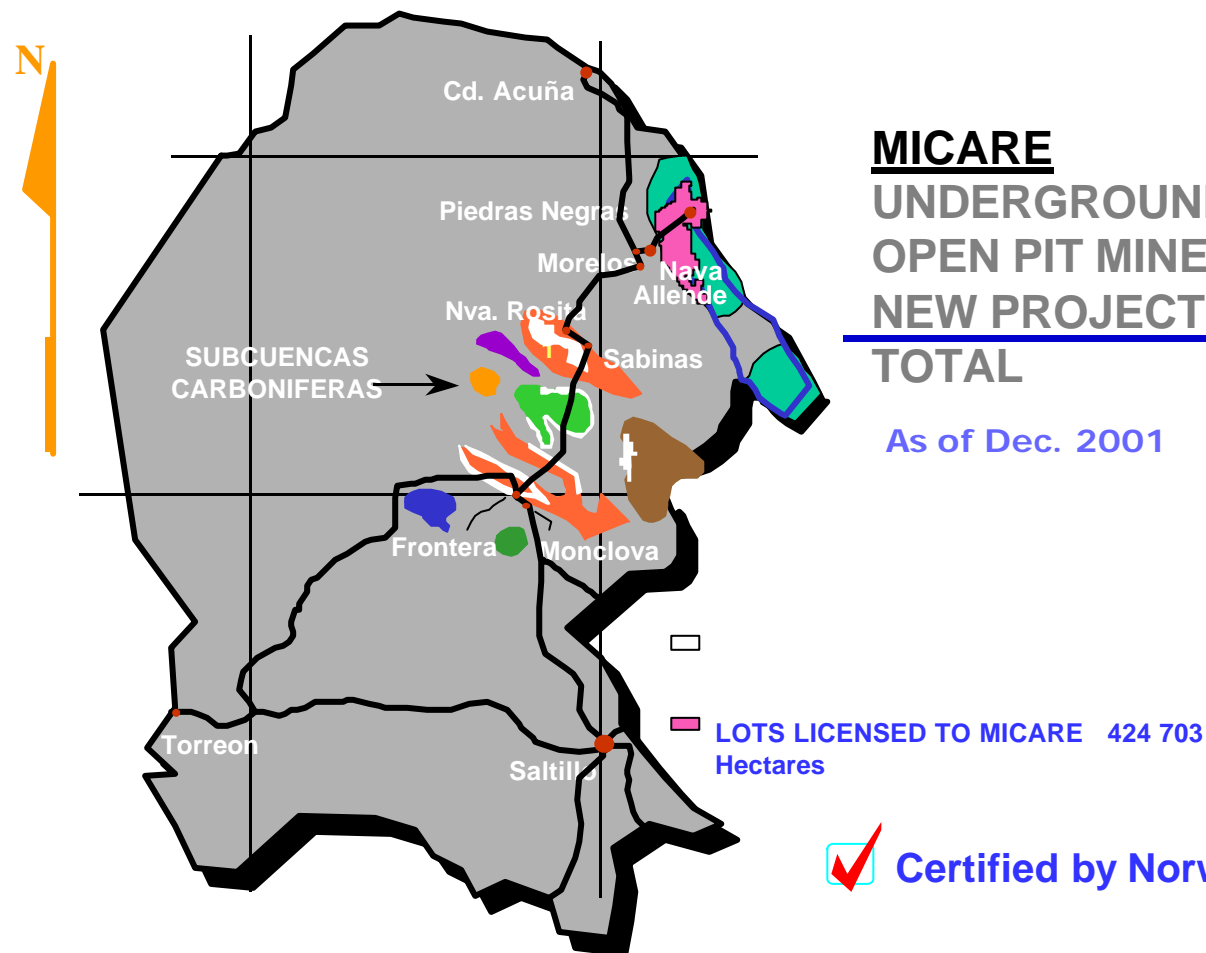 N
Cd. Acuña
MICARE
UNDERGROUN
OPEN PIT MINE
NEW PROJECT
TOTAL
As of Dec. 2001
Piedras Negras
Morelos
Nava
Allende
Nva. Rosita
Sabinas
SUBCUENCAS
CARBONIFERAS
Frontera
Monclova
Torreon
Saltillo
LOTS LICENSED TO MICARE 424 703
Hectares
Certified by Norw